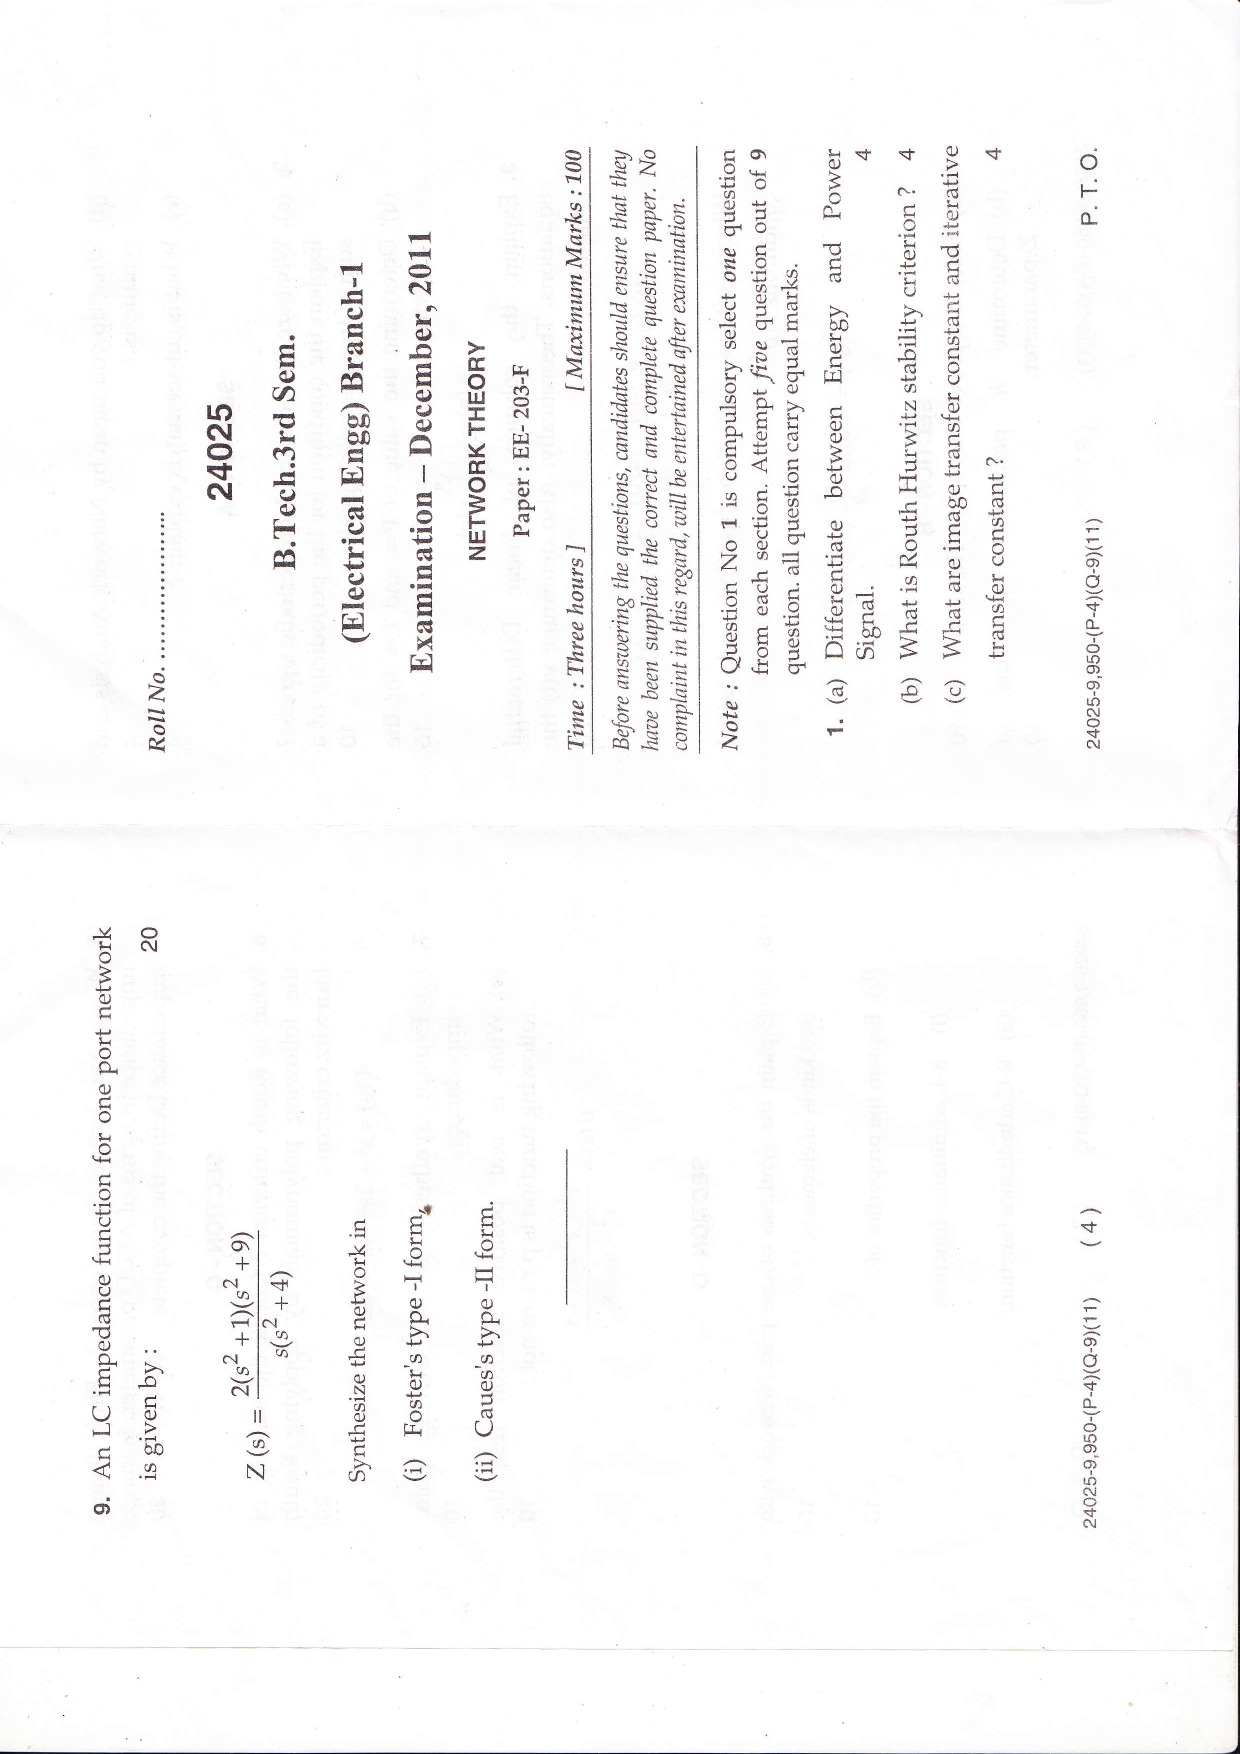 9. An LC impedance function for one port network
is given by : 20
Z (s) = 2(s² +1)(s² +9) / s(s² +4)
Synthesize the network in
(i) Foster's type -I form,
(ii) Caues's type -II form.
24025-9,950-(P-4)(Q-9)(11) ( 4 )
Roll No. ..........................
24025
B.Tech.3rd Sem.
(Electrical Engg) Branch-1
Examination – December, 2011
NETWORK THEORY
Paper : EE- 203-F
Time : Three hours ] [ Maximum Marks : 100
Before answering the questions, candidates should ensure that they
have been supplied the correct and complete question paper. No
complaint in this regard, will be entertained after examination.
Note : Question No 1 is compulsory select one question
from each section. Attempt five question out of 9
question. all question carry equal marks.
1. (a) Differentiate between Energy and Power
Signal. 4
(b) What is Routh Hurwitz stability criterion ? 4
(c) What are image transfer constant and iterative
transfer constant ? 4
24025-9,950-(P-4)(Q-9)(11) P. T. O.